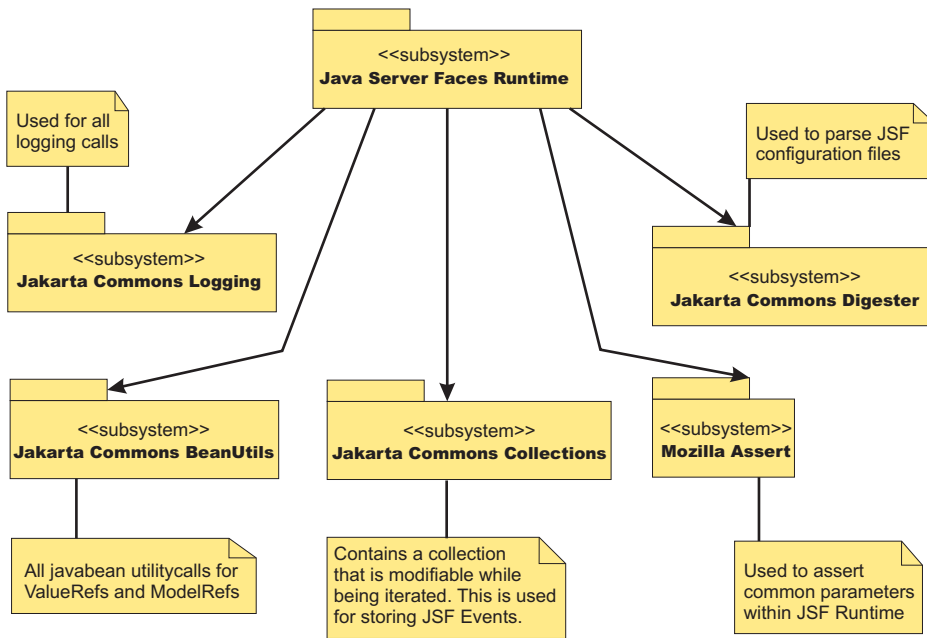 <<subsystem>>
Java Server Faces Runtime
Used for all
logging calls
Used to parse JSF
configuration files
<<subsystem>>
Jakarta Commons Logging
<<subsystem>>
Jakarta Commons Digester
<<subsystem>>
Jakarta Commons BeanUtils
<<subsystem>>
Jakarta Commons Collections
<<subsystem>>
Mozilla Assert
All javabean utilitycalls for
ValueRefs and ModelRefs
Contains a collection
that is modifiable while
being iterated. This is used
for storing JSF Events.
Used to assert
common parameters
within JSF Runtime